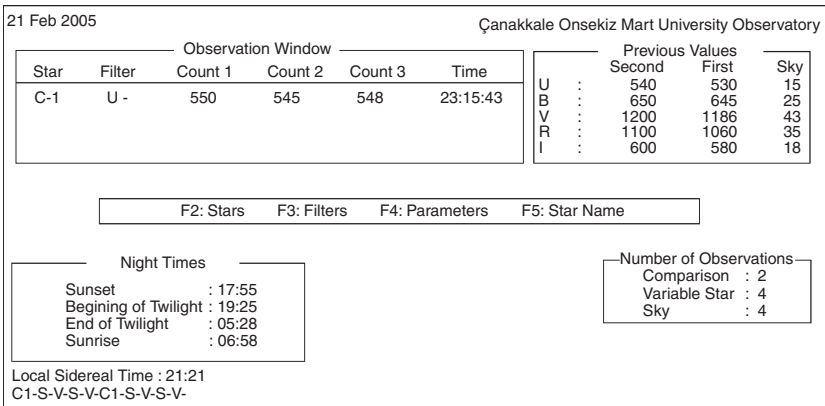 21 Feb 2005
Çanakkale Onsekiz Mart University Observatory
Observation Window
Star Filter Count 1 Count 2 Count 3 Time
C-1 U - 550 545 548 23:15:43
Previous Values
Second First Sky
U : 540 530 15
B : 650 645 25
V : 1200 1186 43
R : 1100 1060 35
I : 600 580 18
F2: Stars F3: Filters F4: Parameters F5: Star Name
Night Times
Sunset : 17:55
Begining of Twilight : 19:25
End of Twilight : 05:28
Sunrise : 06:58
Number of Observations
Comparison : 2
Variable Star : 4
Sky : 4
Local Sidereal Time : 21:21
C1-S-V-S-V-C1-S-V-S-V-